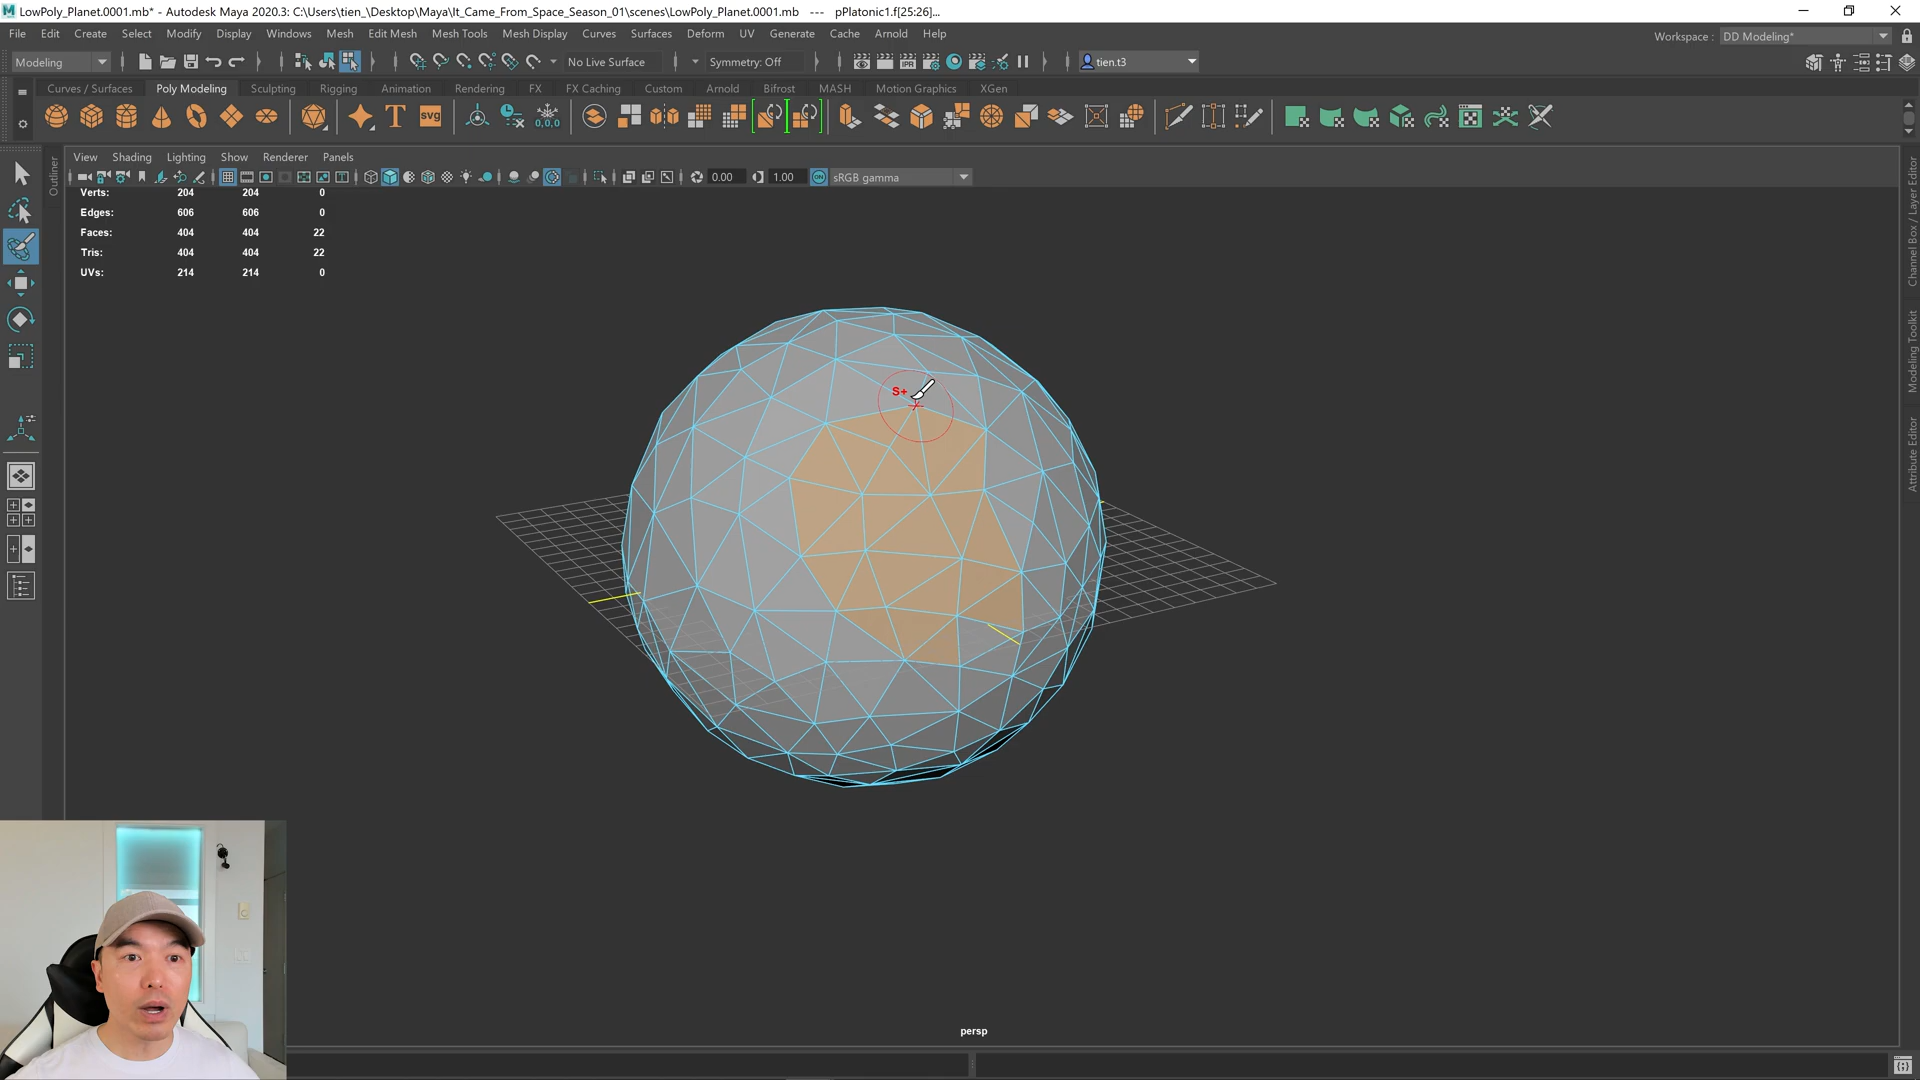 LowPoly_Planet.0001.mb* - Autodesk Maya 2020.3: C:\Users\tien_\Desktop\Maya\It_Came_From_Space_Season_01\scenes\LowPoly_Planet.0001.mb --- pPlatonic1.f[25:26]...
File Edit Create Select Modify Display Windows Mesh Edit Mesh Mesh Tools Mesh Display Curves Surfaces Deform UV Generate Cache Arnold Help
Workspace : DD Modeling*
Modeling No Live Surface Symmetry: Off IPR tien.t3
Curves / Surfaces Poly Modeling Sculpting Rigging Animation Rendering FX FX Caching Custom Arnold Bifrost MASH Motion Graphics XGen
T svg 0,0,0
View Shading Lighting Show Renderer Panels
0.00 1.00 ON sRGB gamma
Outliner
Verts: 204 204 0
Edges: 606 606 0
Faces: 404 404 22
Tris: 404 404 22
UVs: 214 214 0
S+
persp
Channel Box / Layer Editor
Modeling Toolkit
Attribute Editor